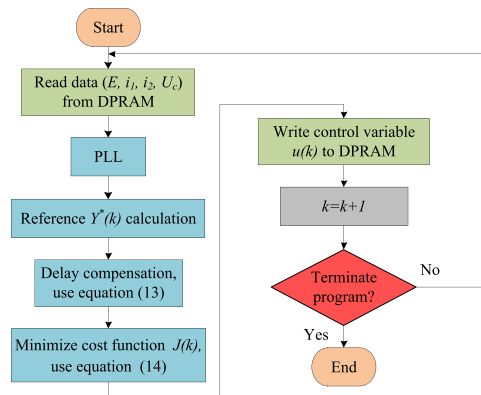 Start
Read data (E, i1, i2, Uc)
from DPRAM
PLL
Reference Y*(k) calculation
Delay compensation,
use equation (13)
Minimize cost function J(k),
use equation (14)
Write control variable
u(k) to DPRAM
k=k+1
Terminate
program?
No
Yes
End